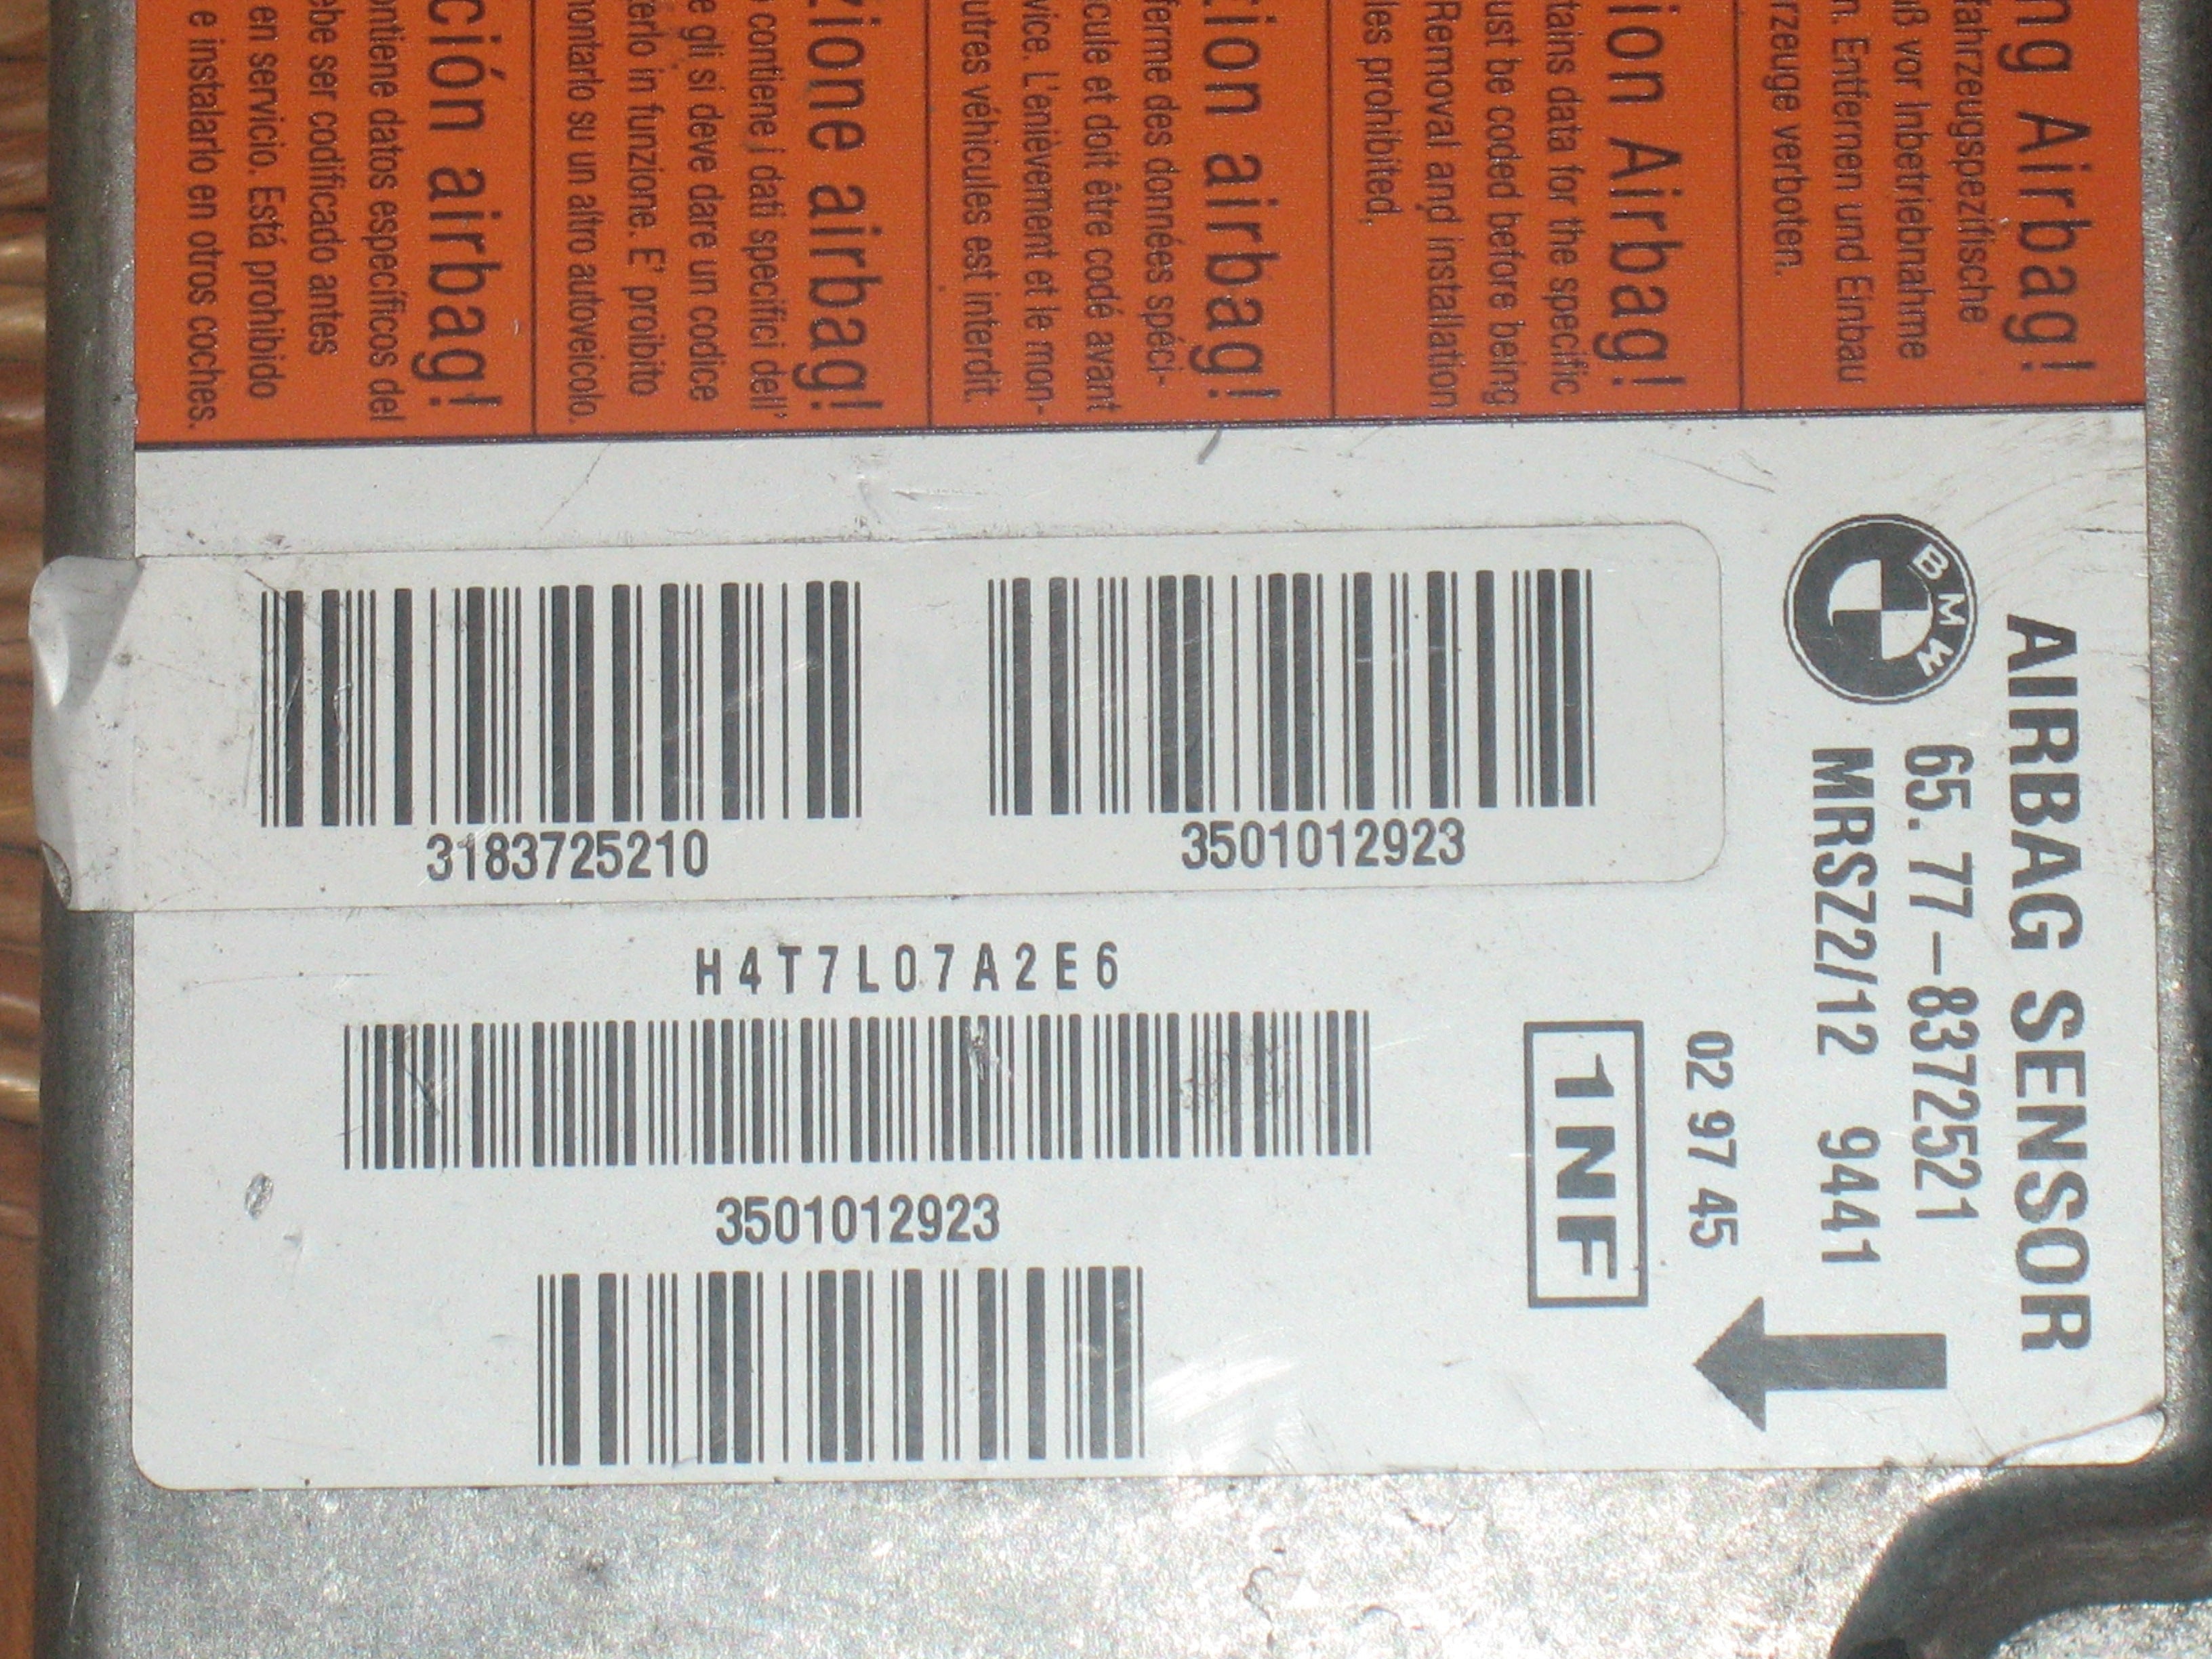 ng Airbag!
fahrzeugspezifische
ß vor Inbetriebnahme
n. Entfernen und Einbau
rzeuge verboten.
ion Airbag!
tains data for the specific
ust be coded before being
Removal and installation
les prohibited.
tion airbag!
ferme des données spéci-
cule et doit être codé avant
vice. L'enièvement et le mon-
utres véhicules est interdit.
zione airbag!
contiene i dati specifici dell'
e gli si deve dare un codice
terlo in funzione. E' proibito
montarlo su un altro autoveicolo.
ción airbag!
ontiene datos específicos del
ebe ser codificado antes
en servicio. Está prohibido
e instalarlo en otros coches.
AIRBAG SENSOR
BMW
65.77-8372521
MRSZ2/12 9441
02 97 45
1NF
3183725210
3501012923
H4T7L07A2E6
3501012923